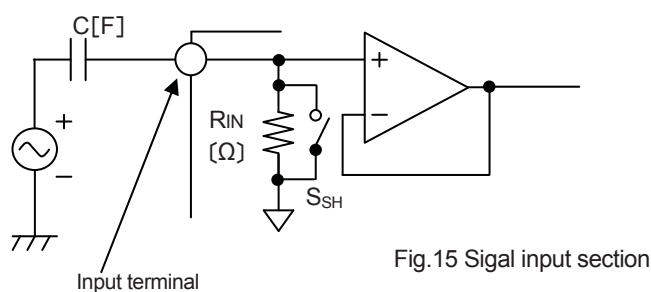 C[F]
+
−
+
−
RIN
(Ω)
SSH
Input terminal
Fig.15 Sigal input section